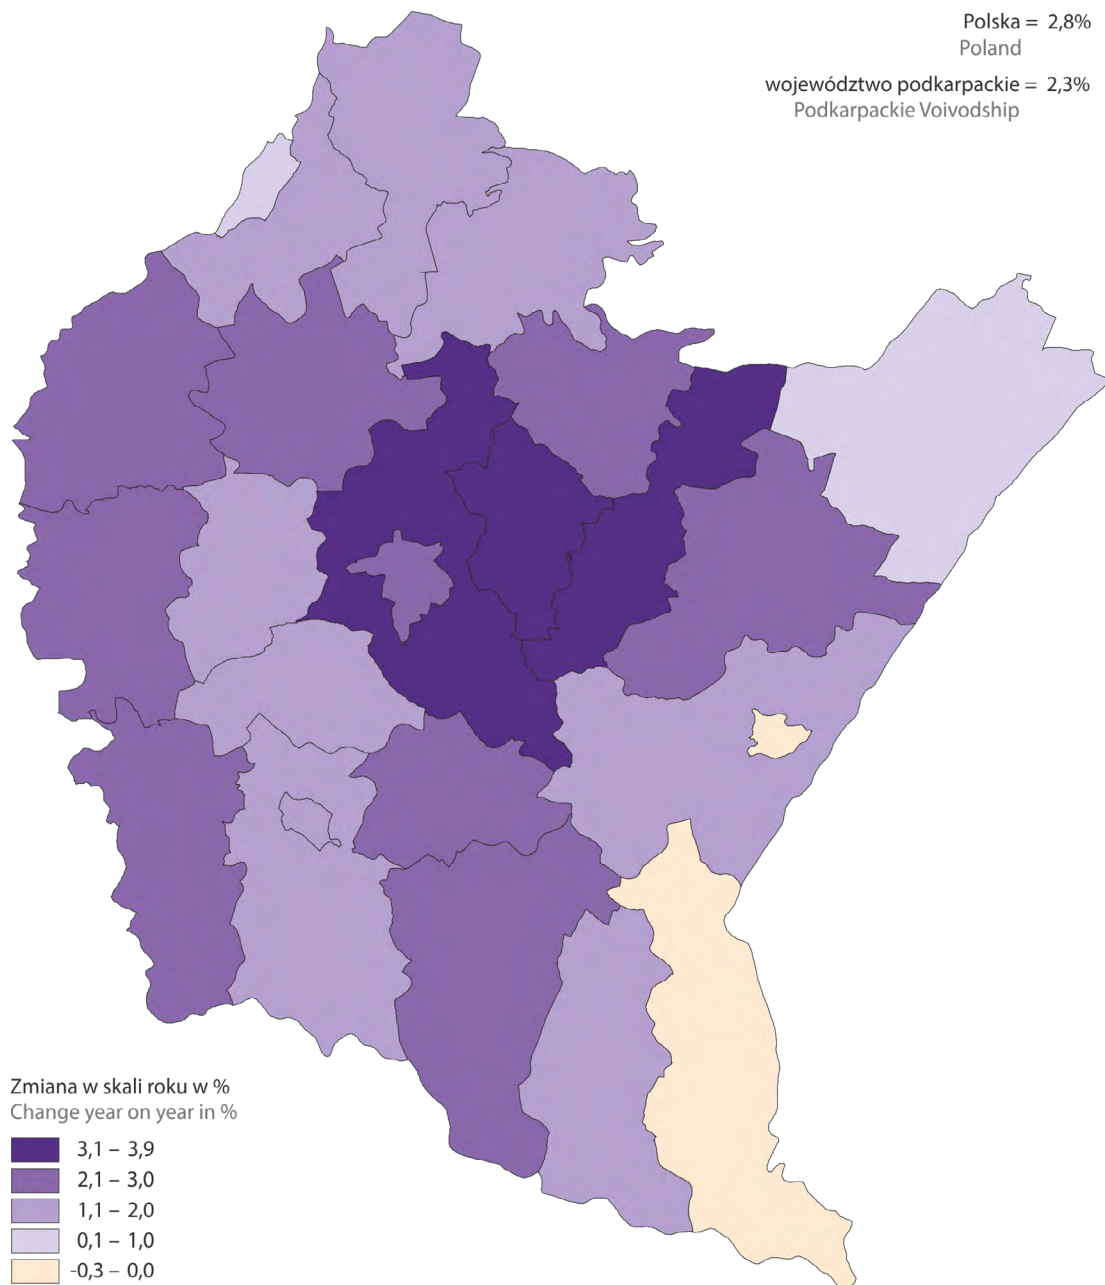 Polska = 2,8%
Poland
województwo podkarpackie = 2,3%
Podkarpackie Voivodship
Zmiana w skali roku w %
Change year on year in %
3,1 – 3,9
2,1 – 3,0
1,1 – 2,0
0,1 – 1,0
-0,3 – 0,0